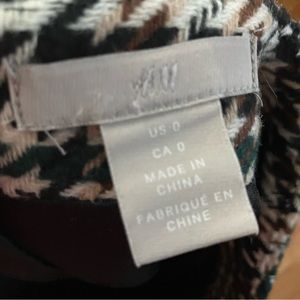 H&M
US 0
CA 0
MADE IN
CHINA
FABRIQUÉ EN
CHINE